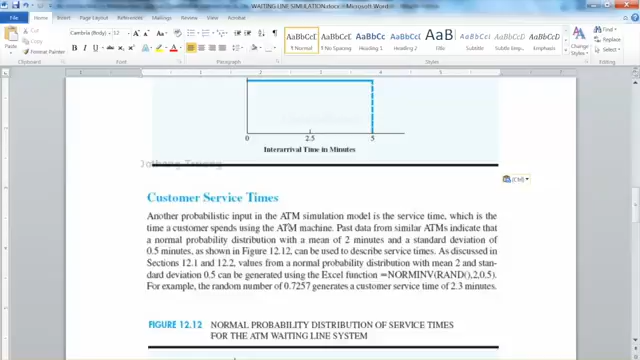 WAITING LINE SIMULATION.docx - Microsoft Word
File Home Insert Page Layout References Mailings Review View Acrobat
Paste
Cut
Copy
Format Painter
Cambria (Body) 12
AaBbCcI AaBbCcI AaBbCc AaBbCc AaB AaBbCcl AaBbCcI
¶ Normal ¶ No Spacing Heading 1 Heading 2 Title Subtitle Subtle Emp... Emphasis
Change Styles
Find
Replace
Select
Clipboard Font Paragraph Styles Editing
0 2.5 5
Interarrival Time in Minutes
(Ctrl)
Customer Service Times
Another probabilistic input in the ATM simulation model is the service time, which is the
time a customer spends using the ATM machine. Past data from similar ATMs indicate that
a normal probability distribution with a mean of 2 minutes and a standard deviation of
0.5 minutes, as shown in Figure 12.12, can be used to describe service times. As discussed in
Sections 12.1 and 12.2, values from a normal probability distribution with mean 2 and stan-
dard deviation 0.5 can be generated using the Excel function =NORMINV(RAND(),2,0.5).
For example, the random number of 0.7257 generates a customer service time of 2.3 minutes.
FIGURE 12.12 NORMAL PROBABILITY DISTRIBUTION OF SERVICE TIMES
FOR THE ATM WAITING LINE SYSTEM